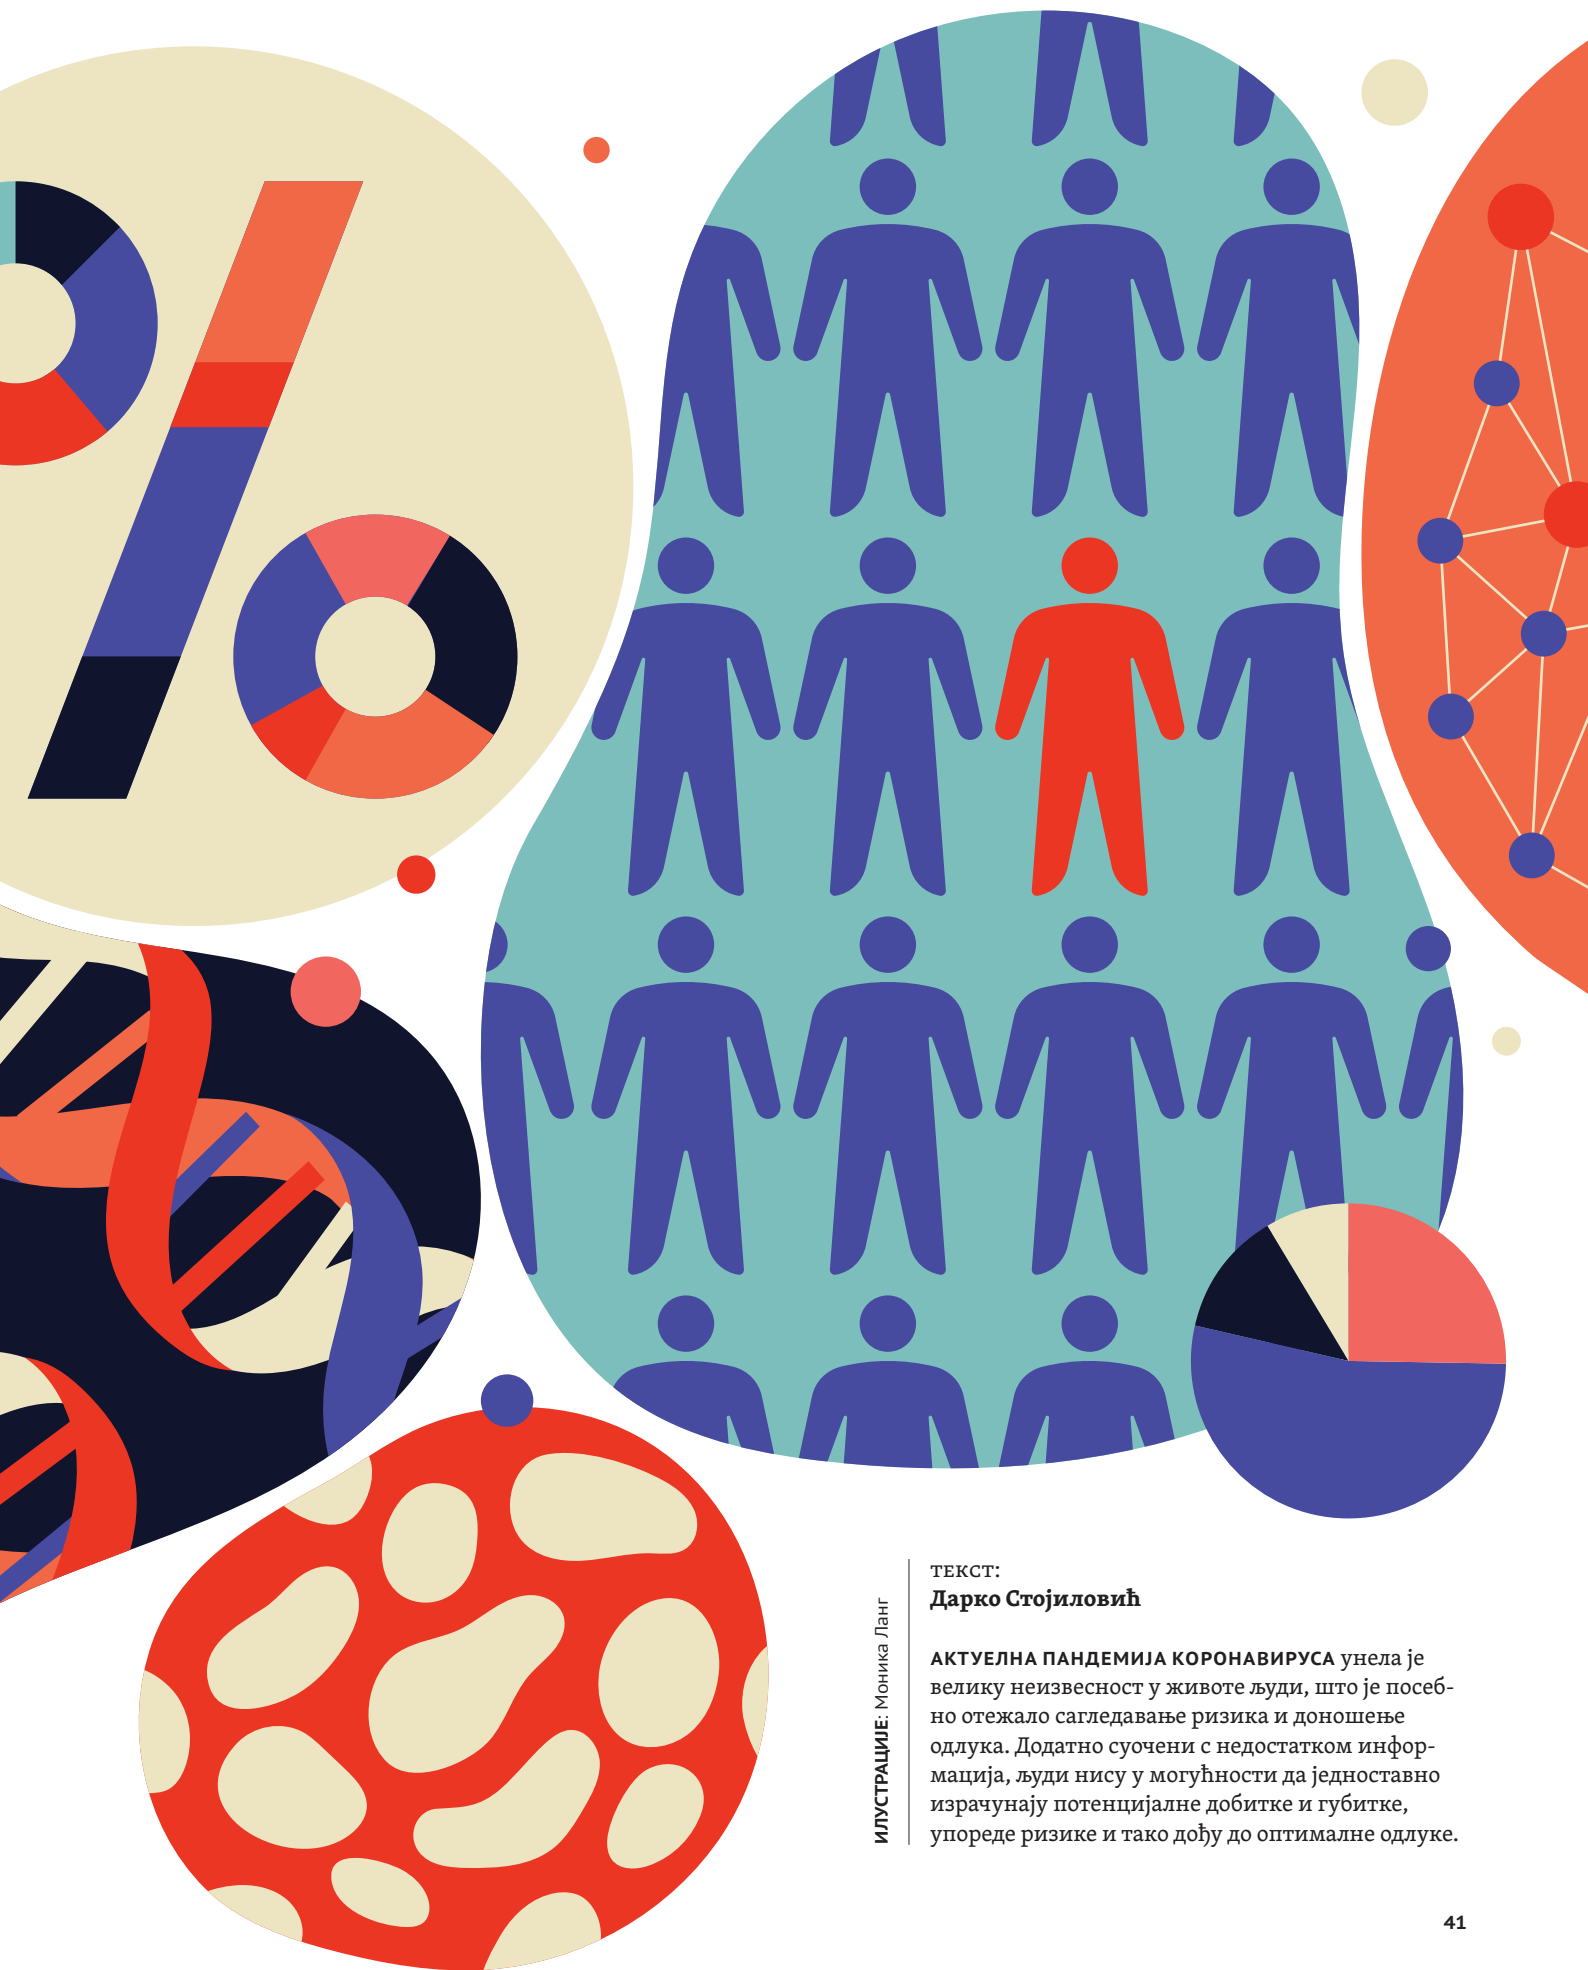 ТЕКСТ:
Дарко Стојиловић
ИЛУСТРАЦИЈЕ: Моника Ланг
АКТУЕЛНА ПАНДЕМИЈА КОРОНАВИРУСА унела је
велику неизвесност у животе људи, што је посеб-
но отежало сагледавање ризика и доношење
одлука. Додатно суочени с недостатком инфор-
мација, људи нису у могућности да једноставно
израчунају потенцијалне добитке и губитке,
упореде ризике и тако дођу до оптималне одлуке.
41